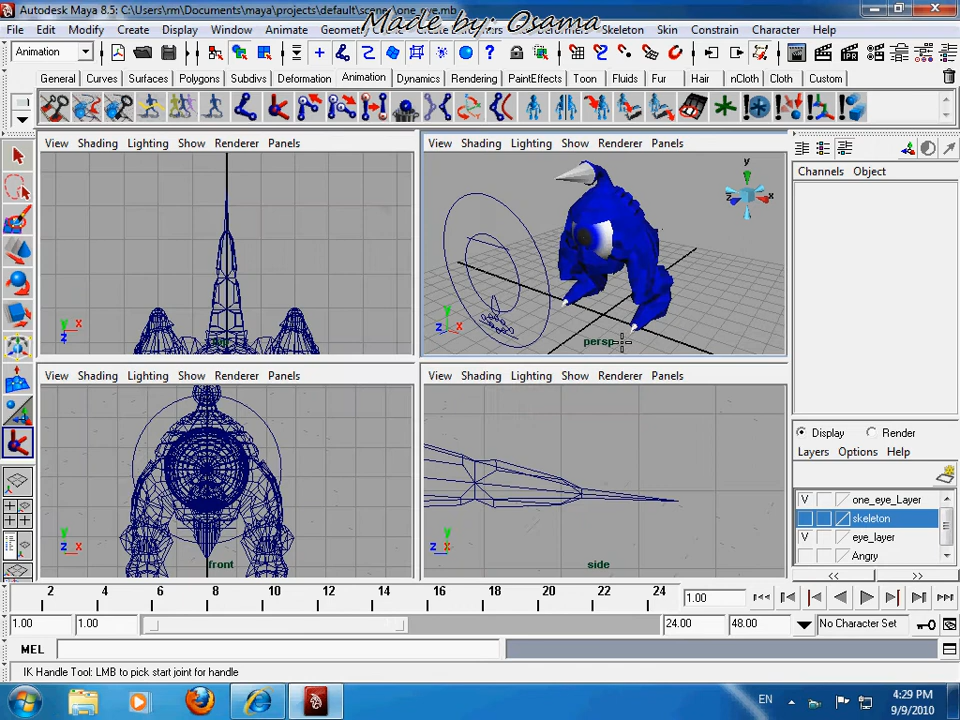 Autodesk Maya 8.5: C:\Users\rm\Documents\maya\projects\default\scenes\one_eye.mb
Made by: Osama
File Edit Modify Create Display Window Animate Skeleton Skin Constrain Character Help
Animation
General Curves Surfaces Polygons Subdivs Deformation Animation Dynamics Rendering PaintEffects Toon Fluids Fur Hair nCloth Cloth Custom
View Shading Lighting Show Renderer Panels
View Shading Lighting Show Renderer Panels
Channels Object
y
z x
persp
y x
z
y
z x
View Shading Lighting Show Renderer Panels
View Shading Lighting Show Renderer Panels
Display Render
Layers Options Help
V one_eye_Layer
skeleton
V eye_layer
Angry
front
side
y
z x
y
z x
<< >>
2 4 6 8 10 12 14 16 18 20 22 24 1.00
1.00 1.00 24.00 48.00 No Character Set
MEL
IK Handle Tool: LMB to pick start joint for handle
EN
4:29 PM
9/9/2010